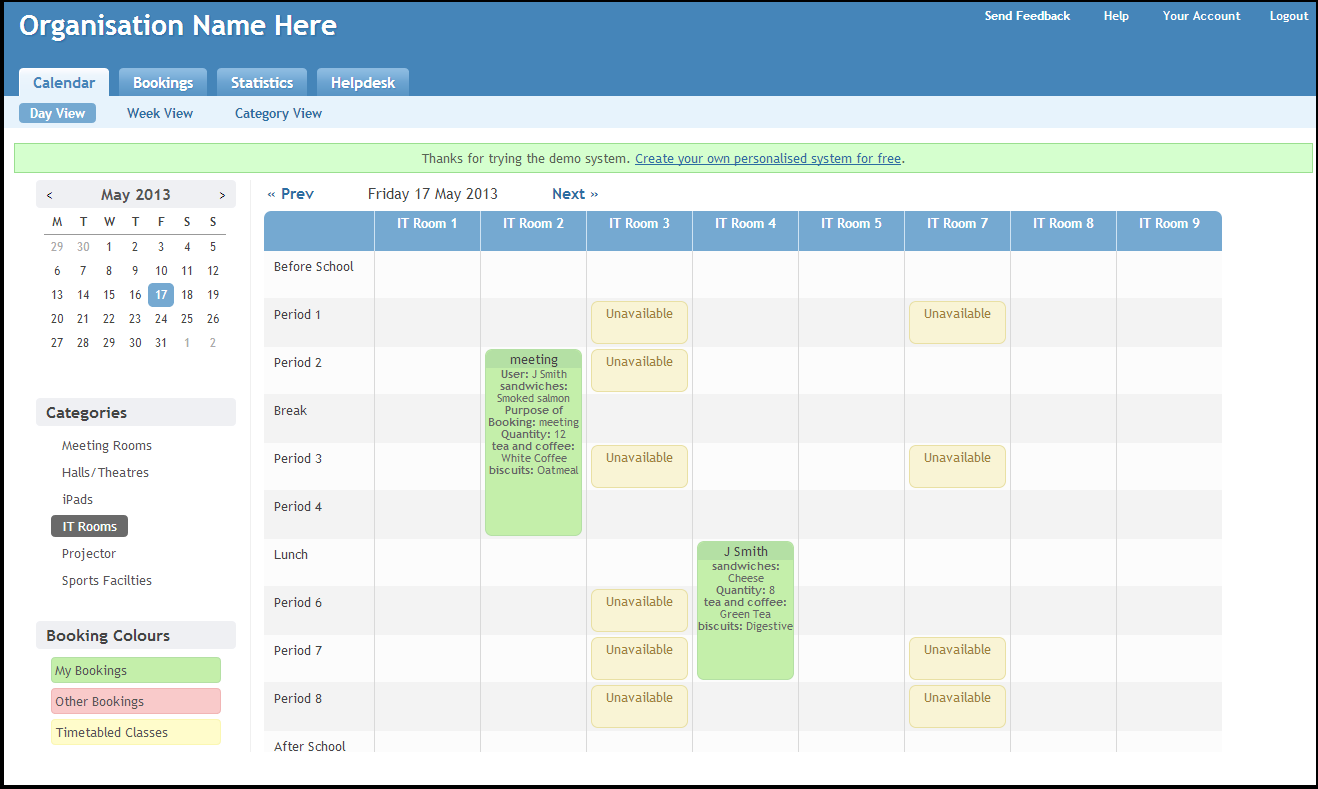 Organisation Name Here
Send Feedback Help Your Account Logout
Calendar Bookings Statistics Helpdesk
Day View Week View Category View
Thanks for trying the demo system. Create your own personalised system for free.
< May 2013 >
M T W T F S S
29 30 1 2 3 4 5
6 7 8 9 10 11 12
13 14 15 16 17 18 19
20 21 22 23 24 25 26
27 28 29 30 31 1 2
Categories
Meeting Rooms
Halls/Theatres
iPads
IT Rooms
Projector
Sports Facilties
Booking Colours
My Bookings
Other Bookings
Timetabled Classes
« Prev Friday 17 May 2013 Next »
IT Room 1 IT Room 2 IT Room 3 IT Room 4 IT Room 5 IT Room 7 IT Room 8 IT Room 9
Before School
Period 1 Unavailable Unavailable
Period 2 Unavailable
meeting
User: J Smith
sandwiches:
Smoked salmon
Purpose of
Booking: meeting
Quantity: 12
tea and coffee:
White Coffee
biscuits: Oatmeal
Break
Period 3 Unavailable Unavailable
Period 4
Lunch
J Smith
sandwiches:
Cheese
Quantity: 8
tea and coffee:
Green Tea
biscuits: Digestive
Period 6 Unavailable
Period 7 Unavailable Unavailable
Period 8 Unavailable Unavailable
After School